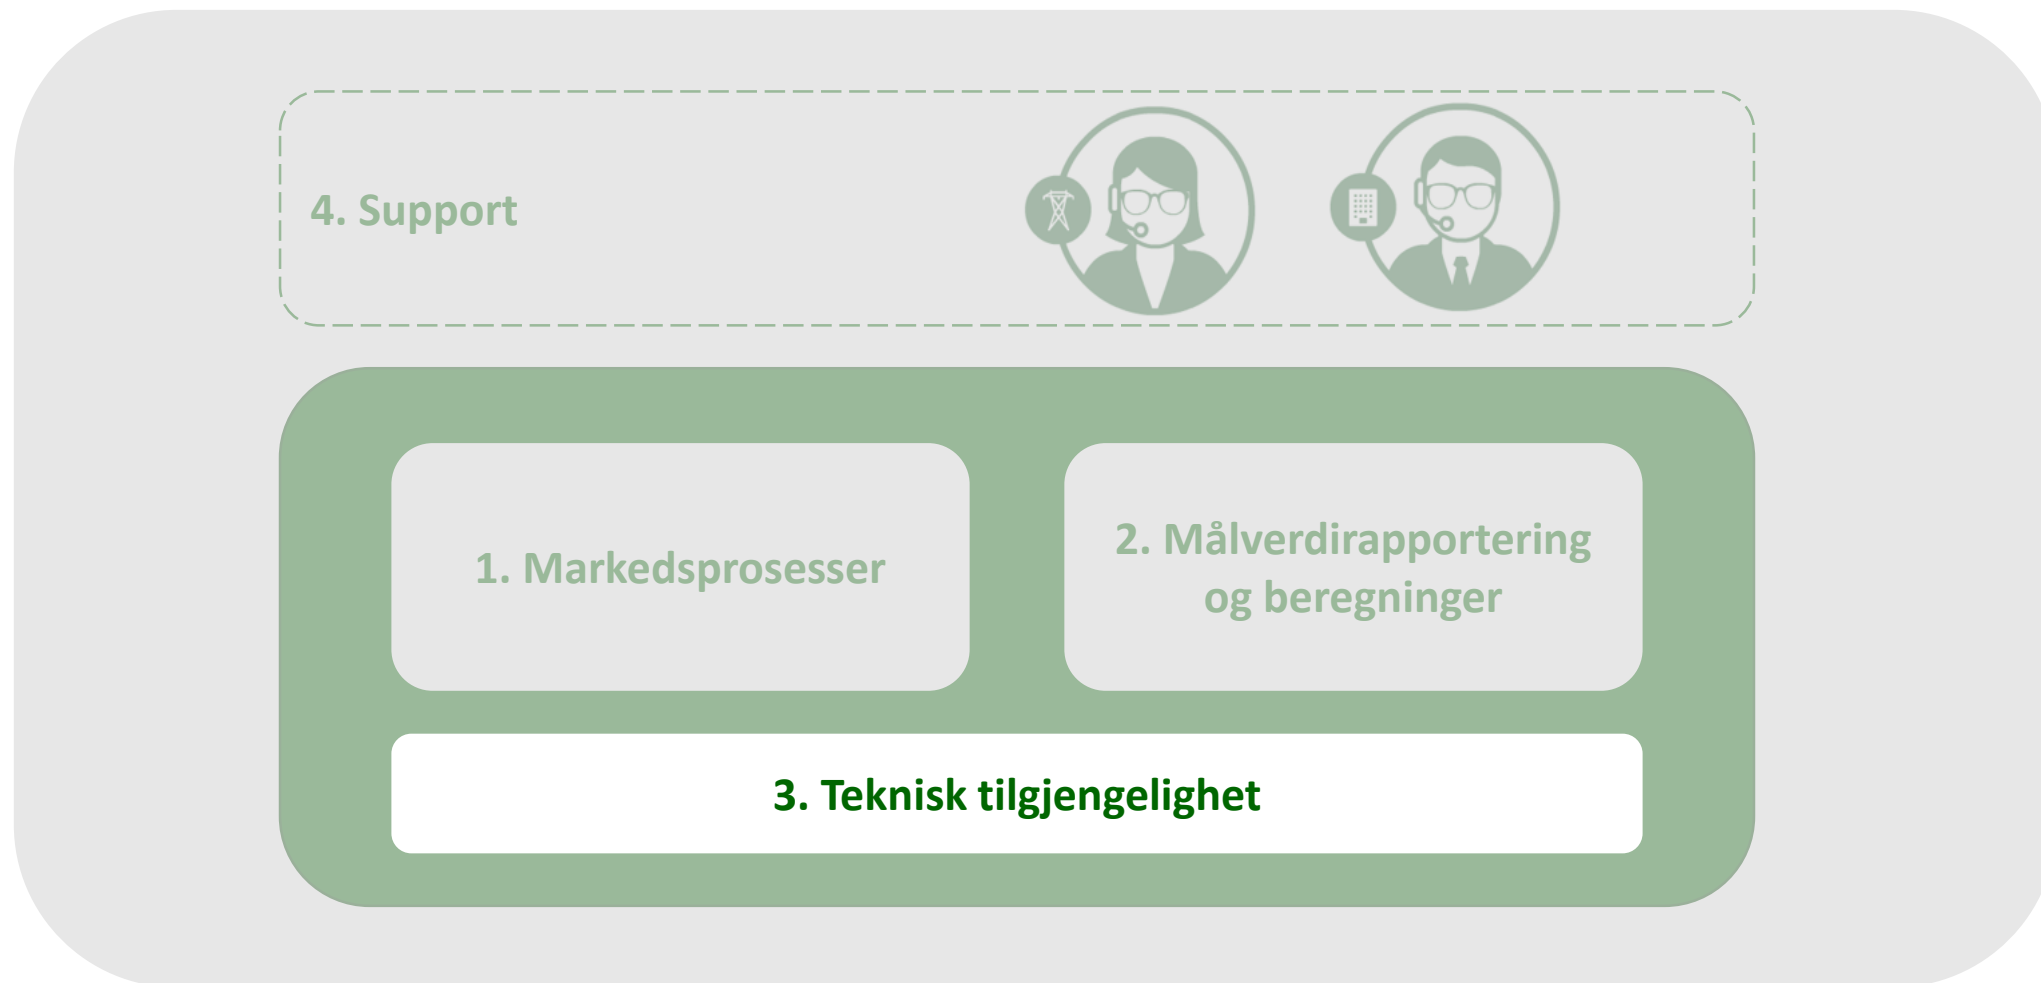 4. Support
1. Markedsprosesser
2. Målverdirapportering
og beregninger
3. Teknisk tilgjengelighet